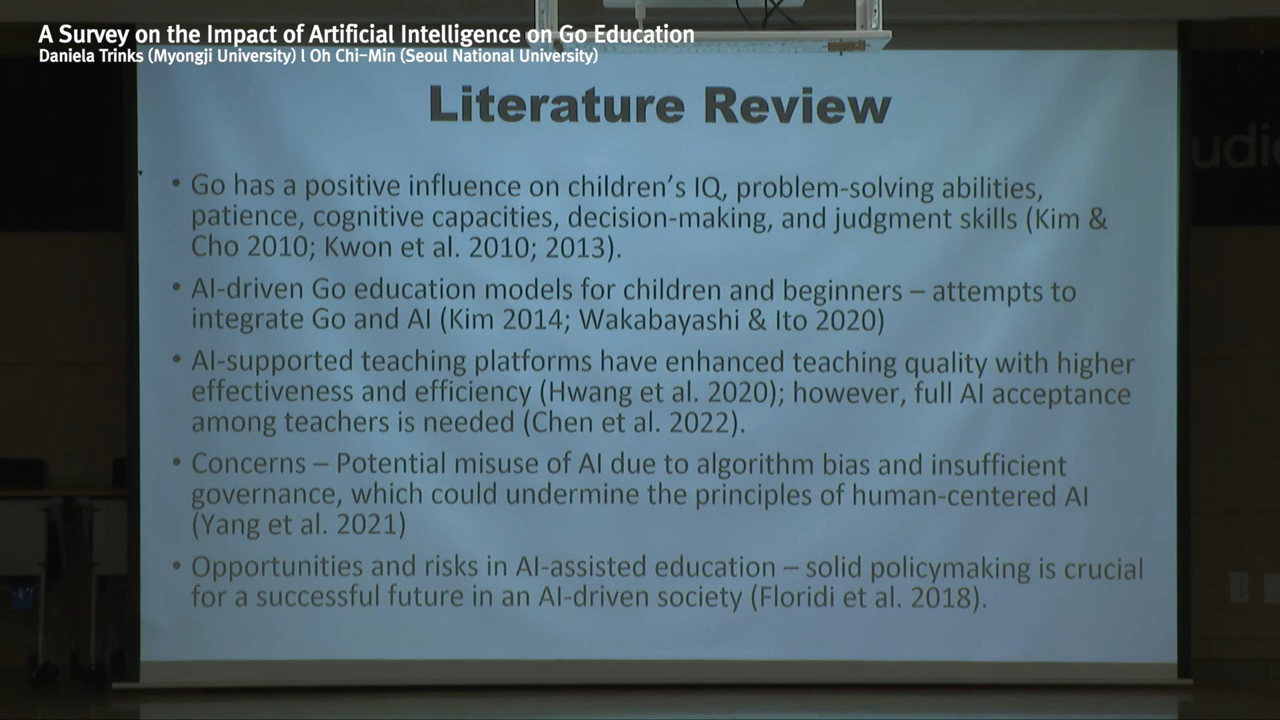 A Survey on the Impact of Artificial Intelligence on Go Education
Daniela Trinks (Myongji University) l Oh Chi-Min (Seoul National University)
Literature Review
• Go has a positive influence on children's IQ, problem-solving abilities,
patience, cognitive capacities, decision-making, and judgment skills (Kim &
Cho 2010; Kwon et al. 2010; 2013).
• AI-driven Go education models for children and beginners – attempts to
integrate Go and AI (Kim 2014; Wakabayashi & Ito 2020)
• AI-supported teaching platforms have enhanced teaching quality with higher
effectiveness and efficiency (Hwang et al. 2020); however, full AI acceptance
among teachers is needed (Chen et al. 2022).
• Concerns – Potential misuse of AI due to algorithm bias and insufficient
governance, which could undermine the principles of human-centered AI
(Yang et al. 2021)
• Opportunities and risks in AI-assisted education – solid policymaking is crucial
for a successful future in an AI-driven society (Floridi et al. 2018).